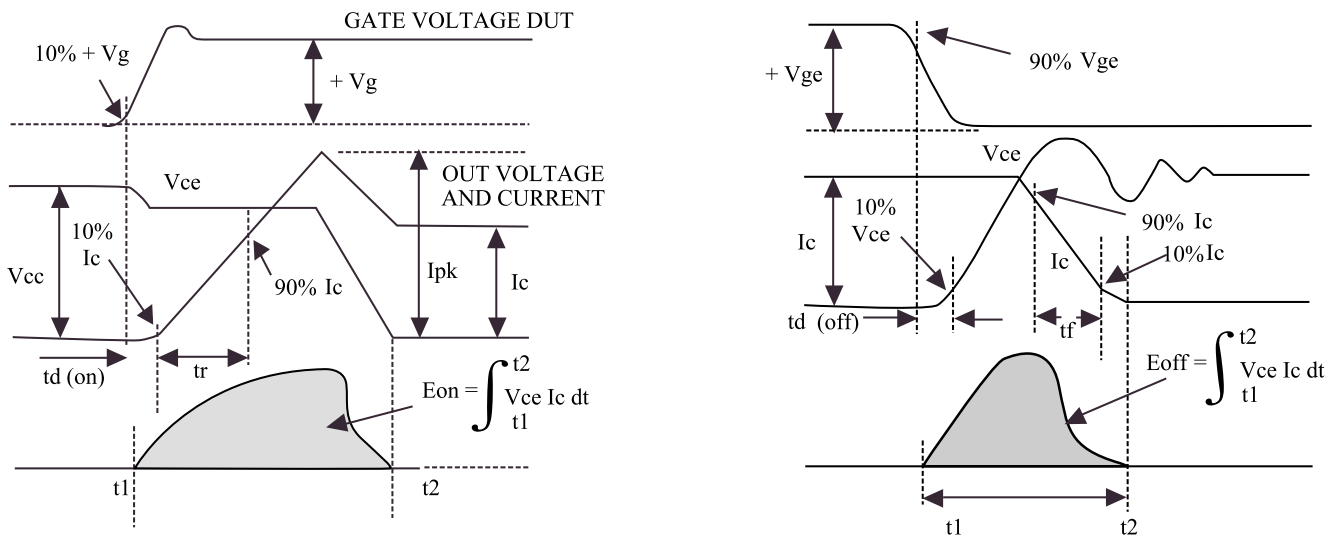 GATE VOLTAGE DUT
10% + Vg
+ Vg
Vce
OUT VOLTAGE
AND CURRENT
10%
Ic
Vcc
90% Ic
Ipk
Ic
td (on)
tr
Eon = ∫ t2
Vce Ic dt
t1
t1
t2
90% Vge
+ Vge
Vce
10%
Vce
90% Ic
Ic
Ic
10%Ic
td (off)
tf
Eoff = ∫ t2
Vce Ic dt
t1
t1
t2